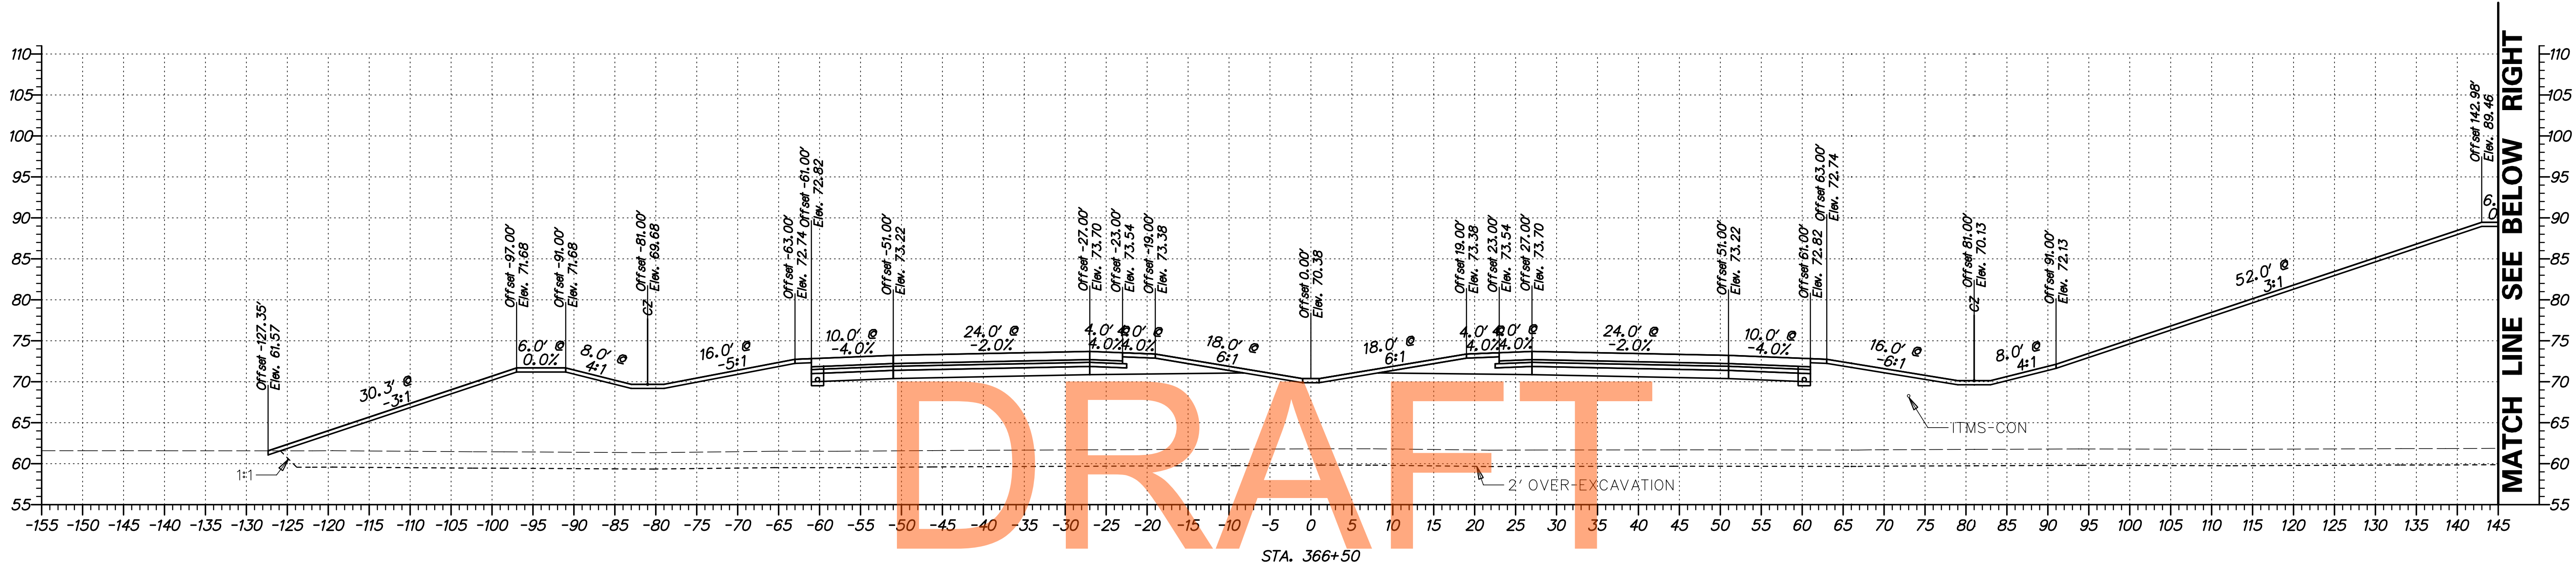 110
105
100
95
90
85
80
75
70
65
60
55
Offset -127.35'
Elev. 61.57
1:1
30.3' @
-3:1
Offset -97.00'
Elev. 71.68
6.0' @
0.0%
Offset -91.00'
Elev. 71.68
8.0' @
4:1
CZ Offset -81.00'
Elev. 69.68
16.0' @
-5:1
Offset -63.00'
Elev. 72.74
Offset -61.00'
Elev. 72.82
10.0' @
-4.0%
Offset -51.00'
Elev. 73.22
24.0' @
-2.0%
Offset -27.00'
Elev. 73.70
4.0' @
4.0%
Offset -23.00'
Elev. 73.54
4.0' @
4.0%
Offset -19.00'
Elev. 73.38
18.0' @
6:1
Offset 0.00'
Elev. 70.38
18.0' @
6:1
Offset 19.00'
Elev. 73.38
4.0' @
4.0%
Offset 23.00'
Elev. 73.54
4.0' @
4.0%
Offset 27.00'
Elev. 73.70
24.0' @
-2.0%
Offset 51.00'
Elev. 73.22
10.0' @
-4.0%
Offset 61.00'
Elev. 72.82
Offset 63.00'
Elev. 72.74
16.0' @
-6:1
CZ Offset 81.00'
Elev. 70.13
8.0' @
4:1
Offset 91.00'
Elev. 72.13
52.0' @
3:1
Offset 142.98'
Elev. 89.46
6.
0
ITMS-CON
2' OVER-EXCAVATION
DRAFT
MATCH LINE SEE BELOW RIGHT
110
105
100
95
90
85
80
75
70
65
60
55
-155 -150 -145 -140 -135 -130 -125 -120 -115 -110 -105 -100 -95 -90 -85 -80 -75 -70 -65 -60 -55 -50 -45 -40 -35 -30 -25 -20 -15 -10 -5 0 5 10 15 20 25 30 35 40 45 50 55 60 65 70 75 80 85 90 95 100 105 110 115 120 125 130 135 140 145
STA. 366+50